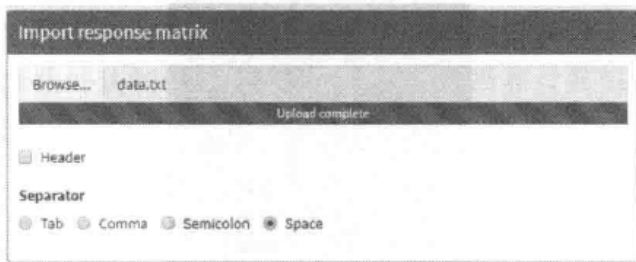 Import response matrix
Browse... data.txt
Upload complete
Header
Separator
Tab Comma Semicolon Space